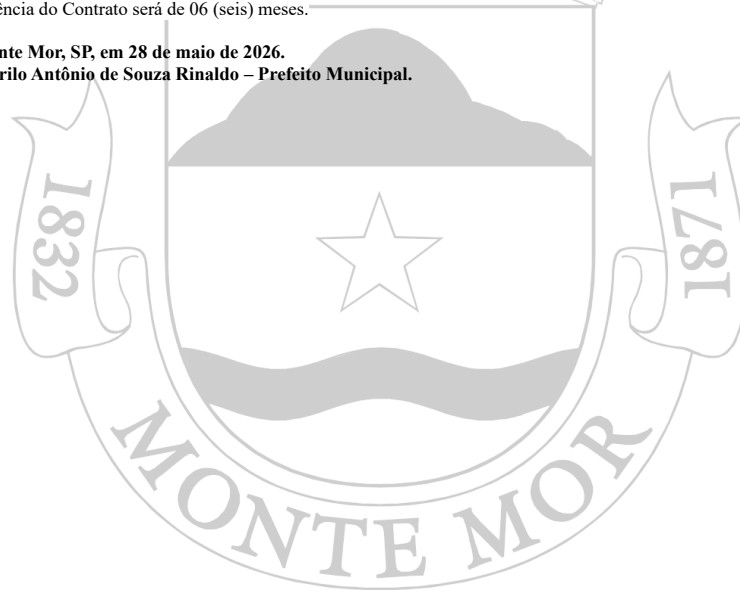 ência do Contrato será de 06 (seis) meses.
nte Mor, SP, em 28 de maio de 2026.
rilo Antônio de Souza Rinaldo – Prefeito Municipal.
1832
1871
MONTE MOR